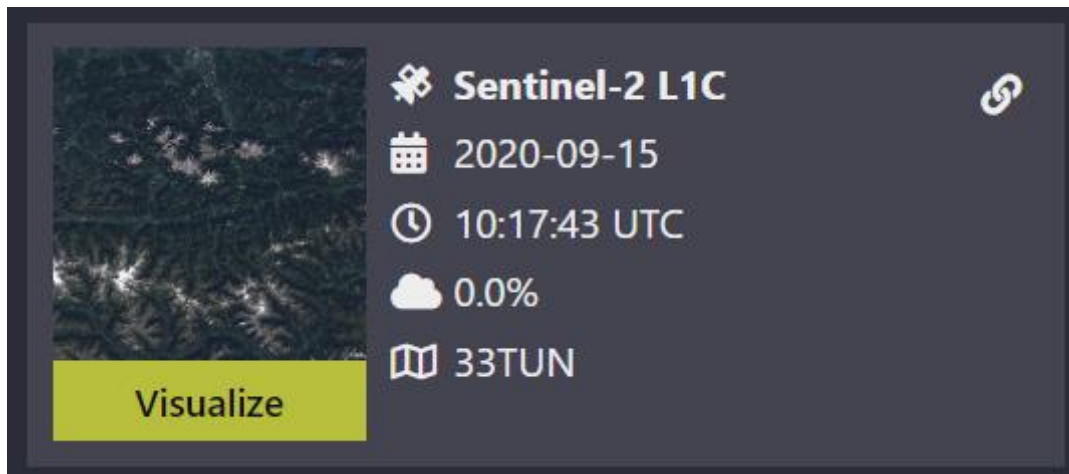 Sentinel-2 L1C
2020-09-15
10:17:43 UTC
0.0%
33TUN
Visualize